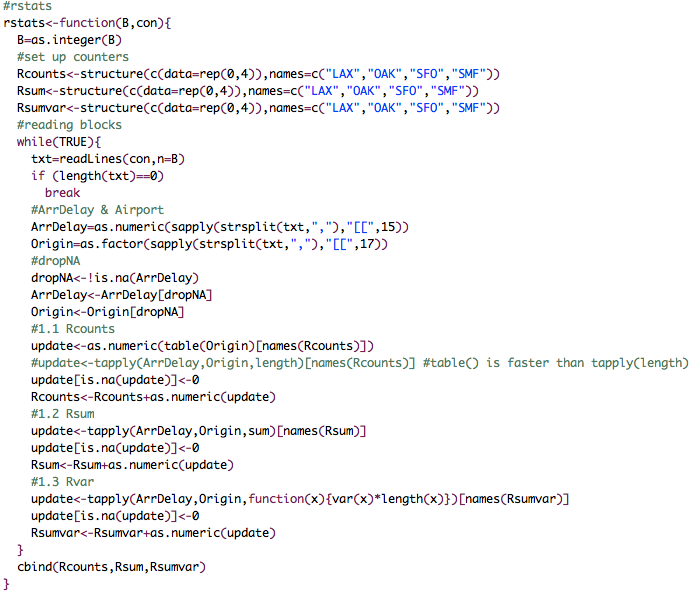 #rstats
rstats<-function(B,con){
  B=as.integer(B)
  #set up counters
  Rcounts<-structure(c(data=rep(0,4)),names=c("LAX","OAK","SFO","SMF"))
  Rsum<-structure(c(data=rep(0,4)),names=c("LAX","OAK","SFO","SMF"))
  Rsumvar<-structure(c(data=rep(0,4)),names=c("LAX","OAK","SFO","SMF"))
  #reading blocks
  while(TRUE){
    txt=readLines(con,n=B)
    if (length(txt)==0)
      break
    #ArrDelay & Airport
    ArrDelay=as.numeric(sapply(strsplit(txt,","),"[[",15))
    Origin=as.factor(sapply(strsplit(txt,","),"[[",17))
    #dropNA
    dropNA<-!is.na(ArrDelay)
    ArrDelay<-ArrDelay[dropNA]
    Origin<-Origin[dropNA]
    #1.1 Rcounts
    update<-as.numeric(table(Origin)[names(Rcounts)])
    #update<-tapply(ArrDelay,Origin,length)[names(Rcounts)] #table() is faster than tapply(length)
    update[is.na(update)]<-0
    Rcounts<-Rcounts+as.numeric(update)
    #1.2 Rsum
    update<-tapply(ArrDelay,Origin,sum)[names(Rsum)]
    update[is.na(update)]<-0
    Rsum<-Rsum+as.numeric(update)
    #1.3 Rvar
    update<-tapply(ArrDelay,Origin,function(x){var(x)*length(x)})[names(Rsumvar)]
    update[is.na(update)]<-0
    Rsumvar<-Rsumvar+as.numeric(update)
  }
  cbind(Rcounts,Rsum,Rsumvar)
}